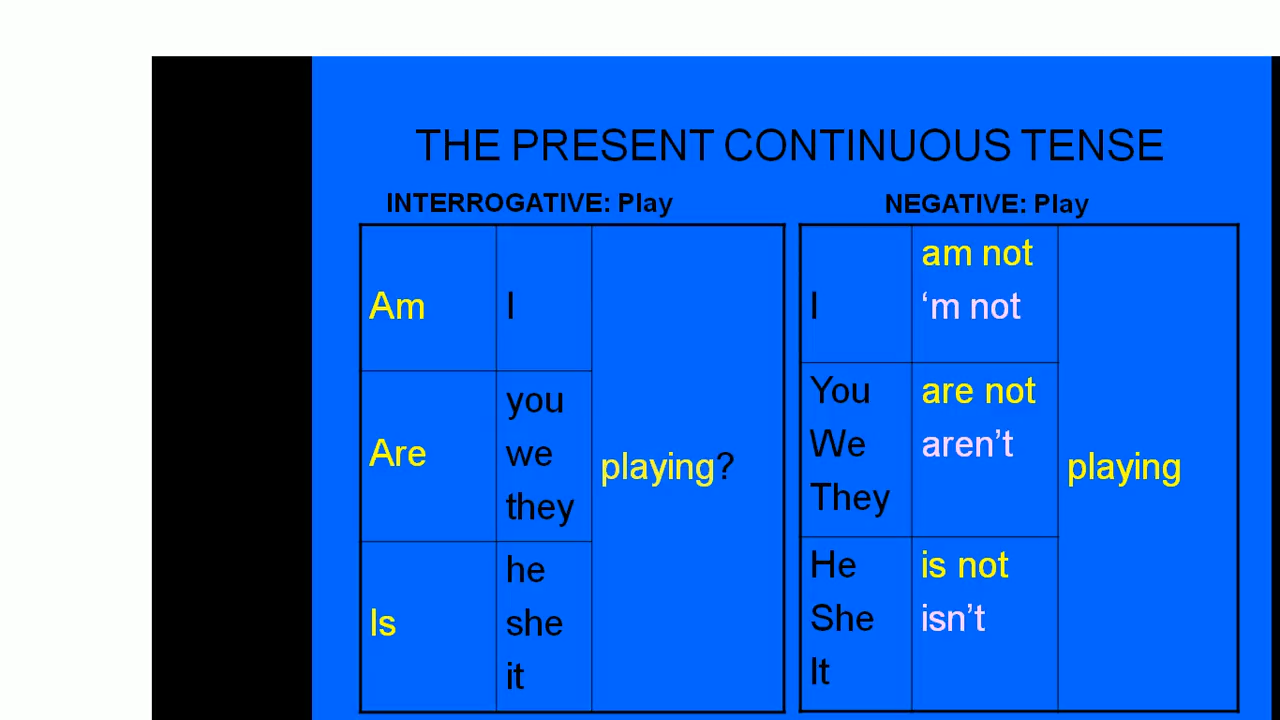 THE PRESENT CONTINUOUS TENSE
INTERROGATIVE: Play
Am
I
Are
you
we
they
Is
he
she
it
playing?
NEGATIVE: Play
I
am not
‘m not
You
We
They
are not
aren’t
He
She
It
is not
isn’t
playing